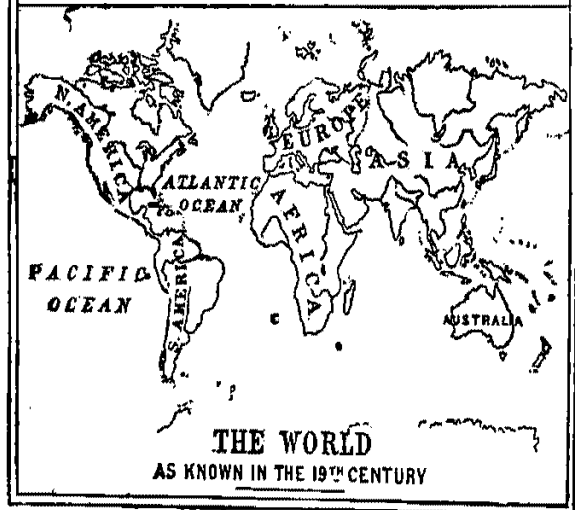 N. AMERICA
EUROPE
ASIA
ATLANTIC
OCEAN
AFRICA
PACIFIC
OCEAN
S. AMERICA
AUSTRALIA
THE WORLD
AS KNOWN IN THE 19TH CENTURY